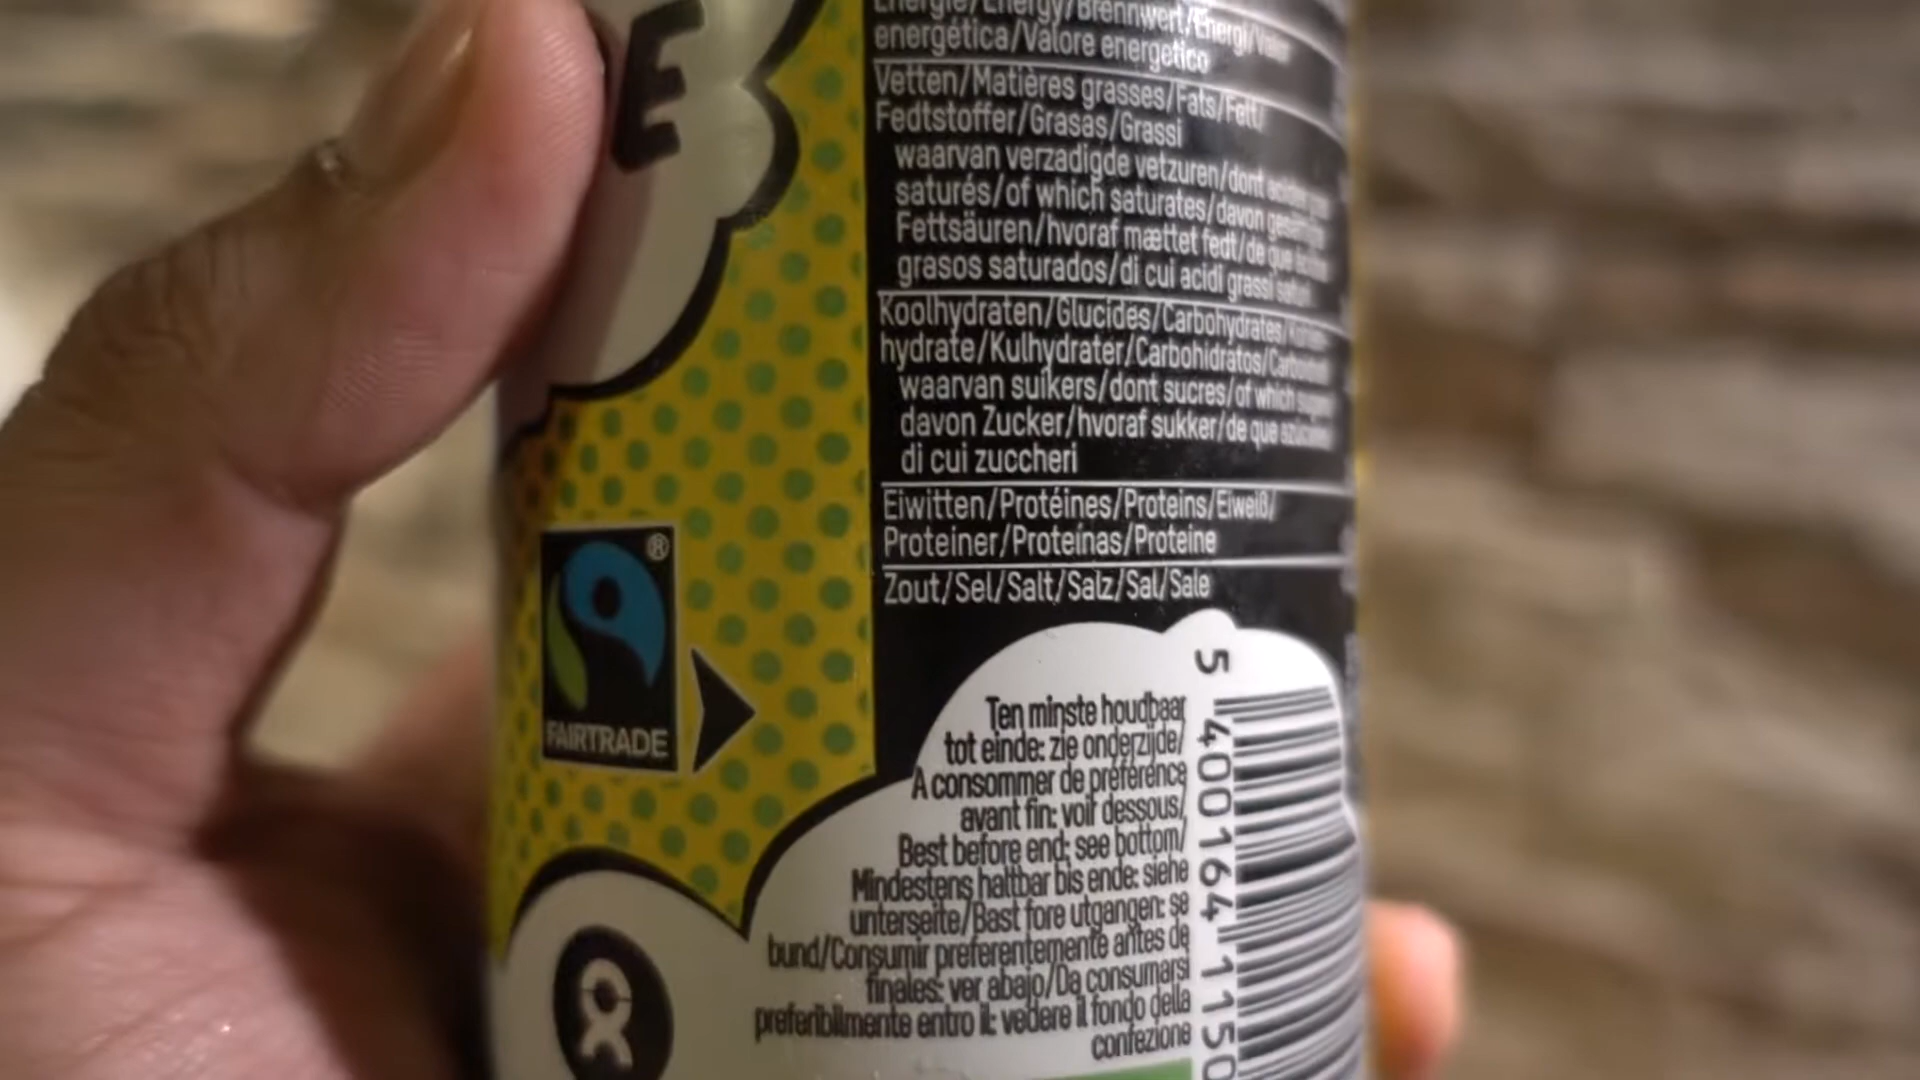 E
Energie/Energy/Brennwert/Energi/Valor
energética/Valore energetico
Vetten/Matières grasses/Fats/Fett/
Fedtstoffer/Grasas/Grassi
waarvan verzadigde vetzuren/dont
saturés/of which saturates/davon
Fettsäuren/hvoraf mættet fedt/de que
grasos saturados/di cui acidi grassi
Koolhydraten/Glucides/Carbohydrates/
hydrate/Kulhydrater/Carbohidratos/
waarvan suikers/dont sucres/of which
davon Zucker/hvoraf sukker/de que
di cui zuccheri
Eiwitten/Protéines/Proteins/Eiweiß/
Proteiner/Proteínas/Proteine
Zout/Sel/Salt/Salz/Sal/Sale
®
FAIRTRADE
Ten minste houdbaar
tot einde: zie onderzijde/
A consommer de préférence
avant fin: voir dessous/
Best before end: see bottom/
Mindestens haltbar bis ende: siehe
unterseite/Bast fore utgangen: se
bund/Consumir preferentemente antes de
finales: ver abajo/Da consumarsi
preferibilmente entro il: vedere il fondo della
confezione
5 400164 1150